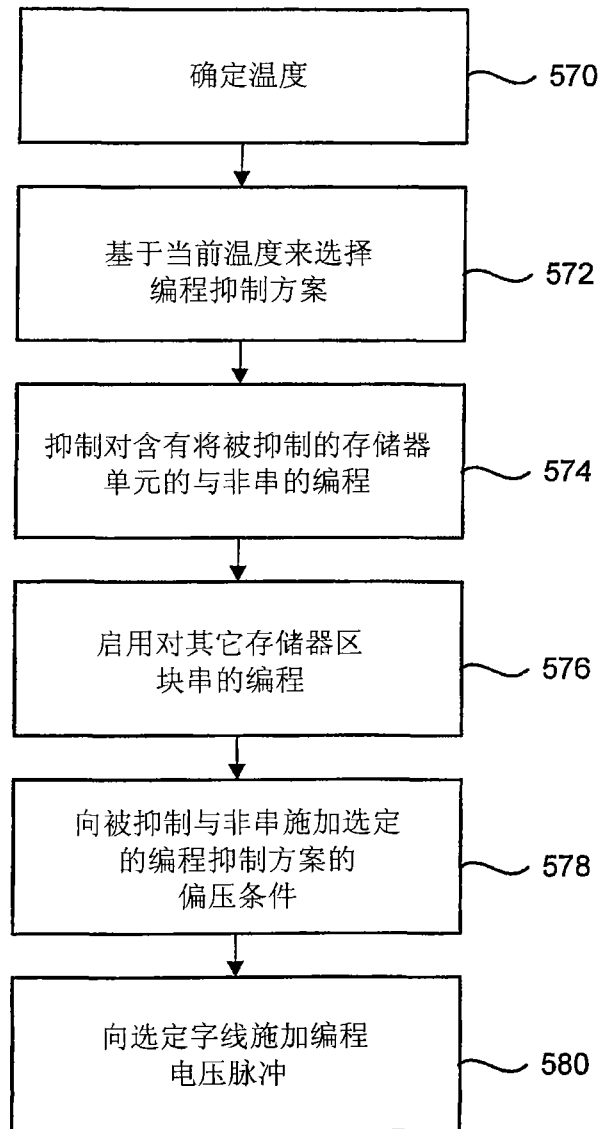 确定温度
570
基于当前温度来选择
编程抑制方案
572
抑制对含有将被抑制的存储器
单元的与非串的编程
574
启用对其它存储器区
块串的编程
576
向被抑制与非串施加选定
的编程抑制方案的
偏压条件
578
向选定字线施加编程
电压脉冲
580